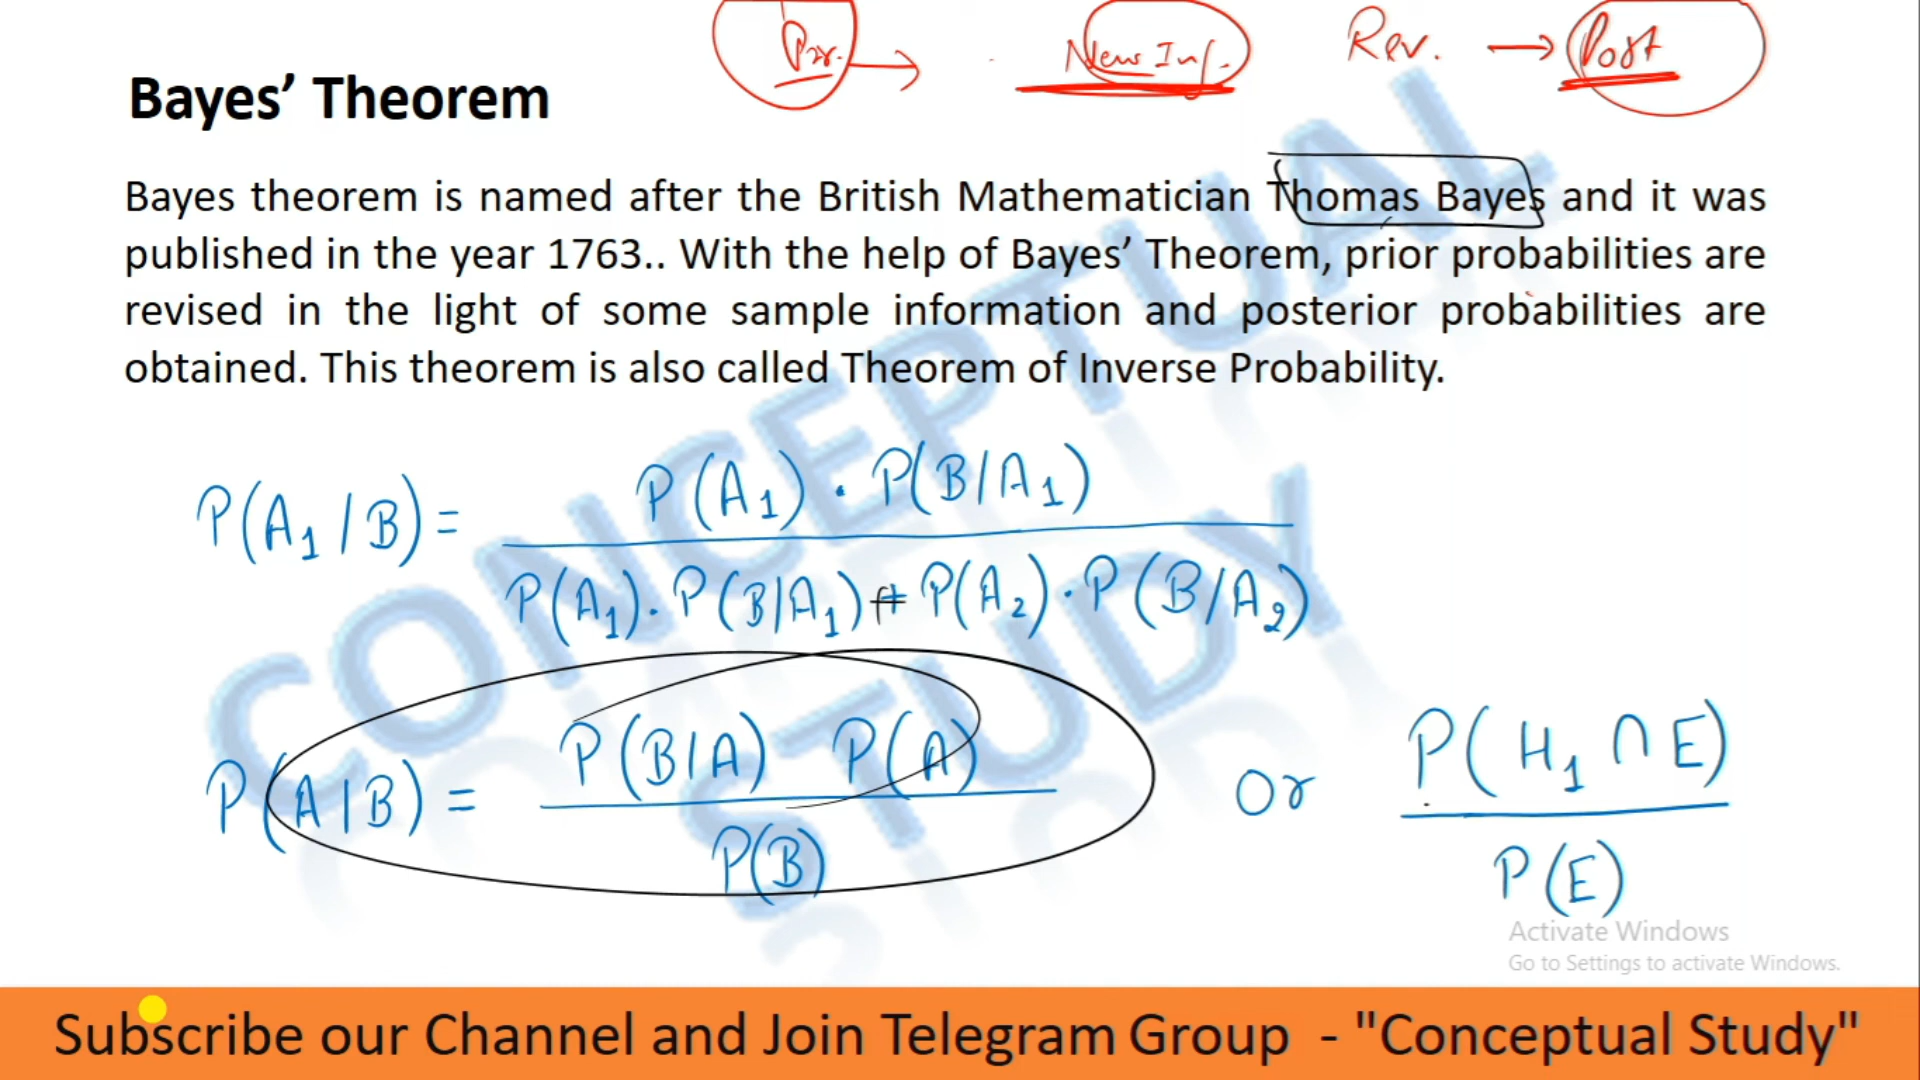 Par. → New Inf. Rev. → Post
Bayes’ Theorem
Bayes theorem is named after the British Mathematician Thomas Bayes and it was
published in the year 1763.. With the help of Bayes’ Theorem, prior probabilities are
revised in the light of some sample information and posterior probabilities are
obtained. This theorem is also called Theorem of Inverse Probability.
P(A₁/B) =
P(A₁) · P(B/A₁)
P(A₁) · P(B/A₁) + P(A₂) · P(B/A₂)
P(A/B) =
P(B/A) P(A)
P(B)
Or
P(H₁ ∩ E)
P(E)
CONCEPTUAL
STUDY
Activate Windows
Go to Settings to activate Windows.
Subscribe our Channel and Join Telegram Group - "Conceptual Study"